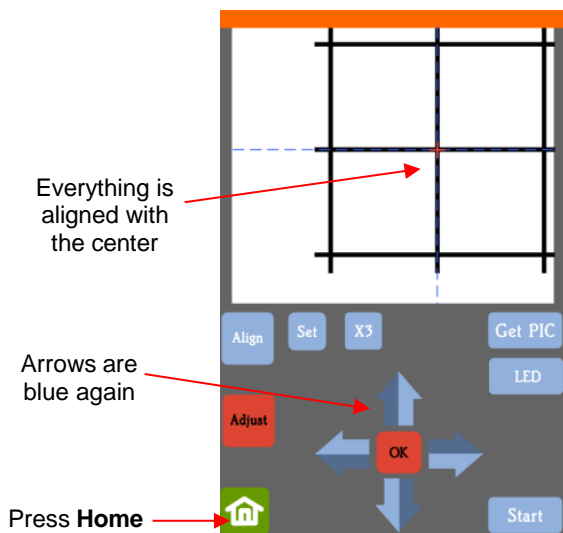 Everything is
aligned with
the center
Align
Set
X3
Get PIC
LED
Arrows are
blue again
Adjust
OK
Press Home
Start